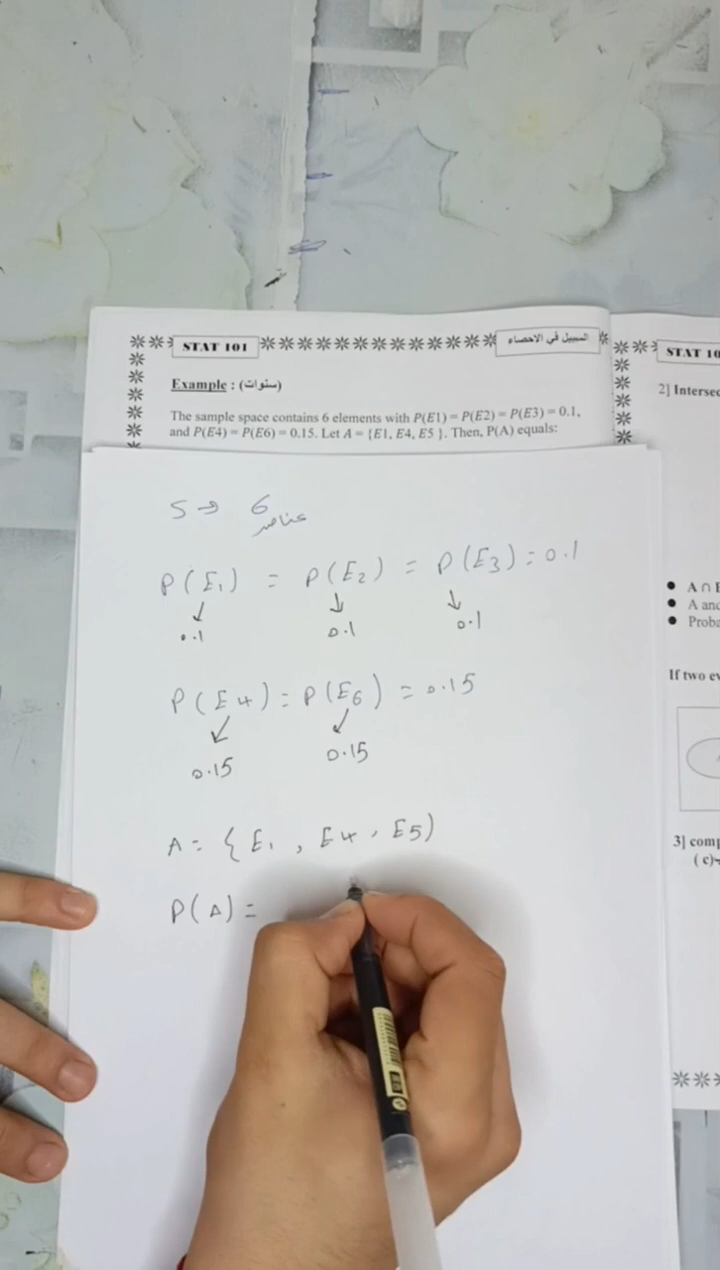 STAT 101
السبيل في الاحصاء
Example : (سنوات)
The sample space contains 6 elements with P(E1) = P(E2) = P(E3) = 0.1,
and P(E4) = P(E6) = 0.15. Let A = {E1, E4, E5 }. Then, P(A) equals:
S → 6
عناصر
P(E₁) = P(E₂) = P(E₃) = 0.1
↓ ↓ ↓
0.1 0.1 0.1
P(E4) = P(E6) = 0.15
↙ ↙
0.15 0.15
A = { E₁ , E4 , E5 )
P(A) =
STAT 10
2] Intersec
• A ∩ B
• A and
• Proba
If two ev
3] comp
( c)